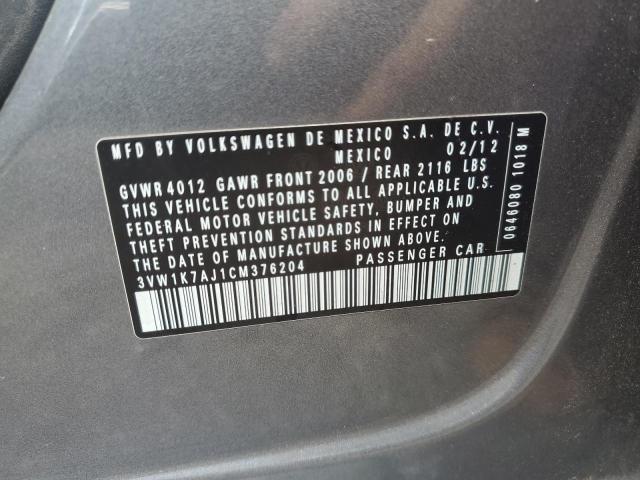 MFD BY VOLKSWAGEN DE MEXICO S.A. DE C.V.
MEXICO 02/12
GVWR 4012 GAWR FRONT 2006 / REAR 2116 LBS
THIS VEHICLE CONFORMS TO ALL APPLICABLE U.S.
FEDERAL MOTOR VEHICLE SAFETY, BUMPER AND
THEFT PREVENTION STANDARDS IN EFFECT ON
THE DATE OF MANUFACTURE SHOWN ABOVE.
3VW1K7AJ1CM376204 PASSENGER CAR
0646080 1018 M